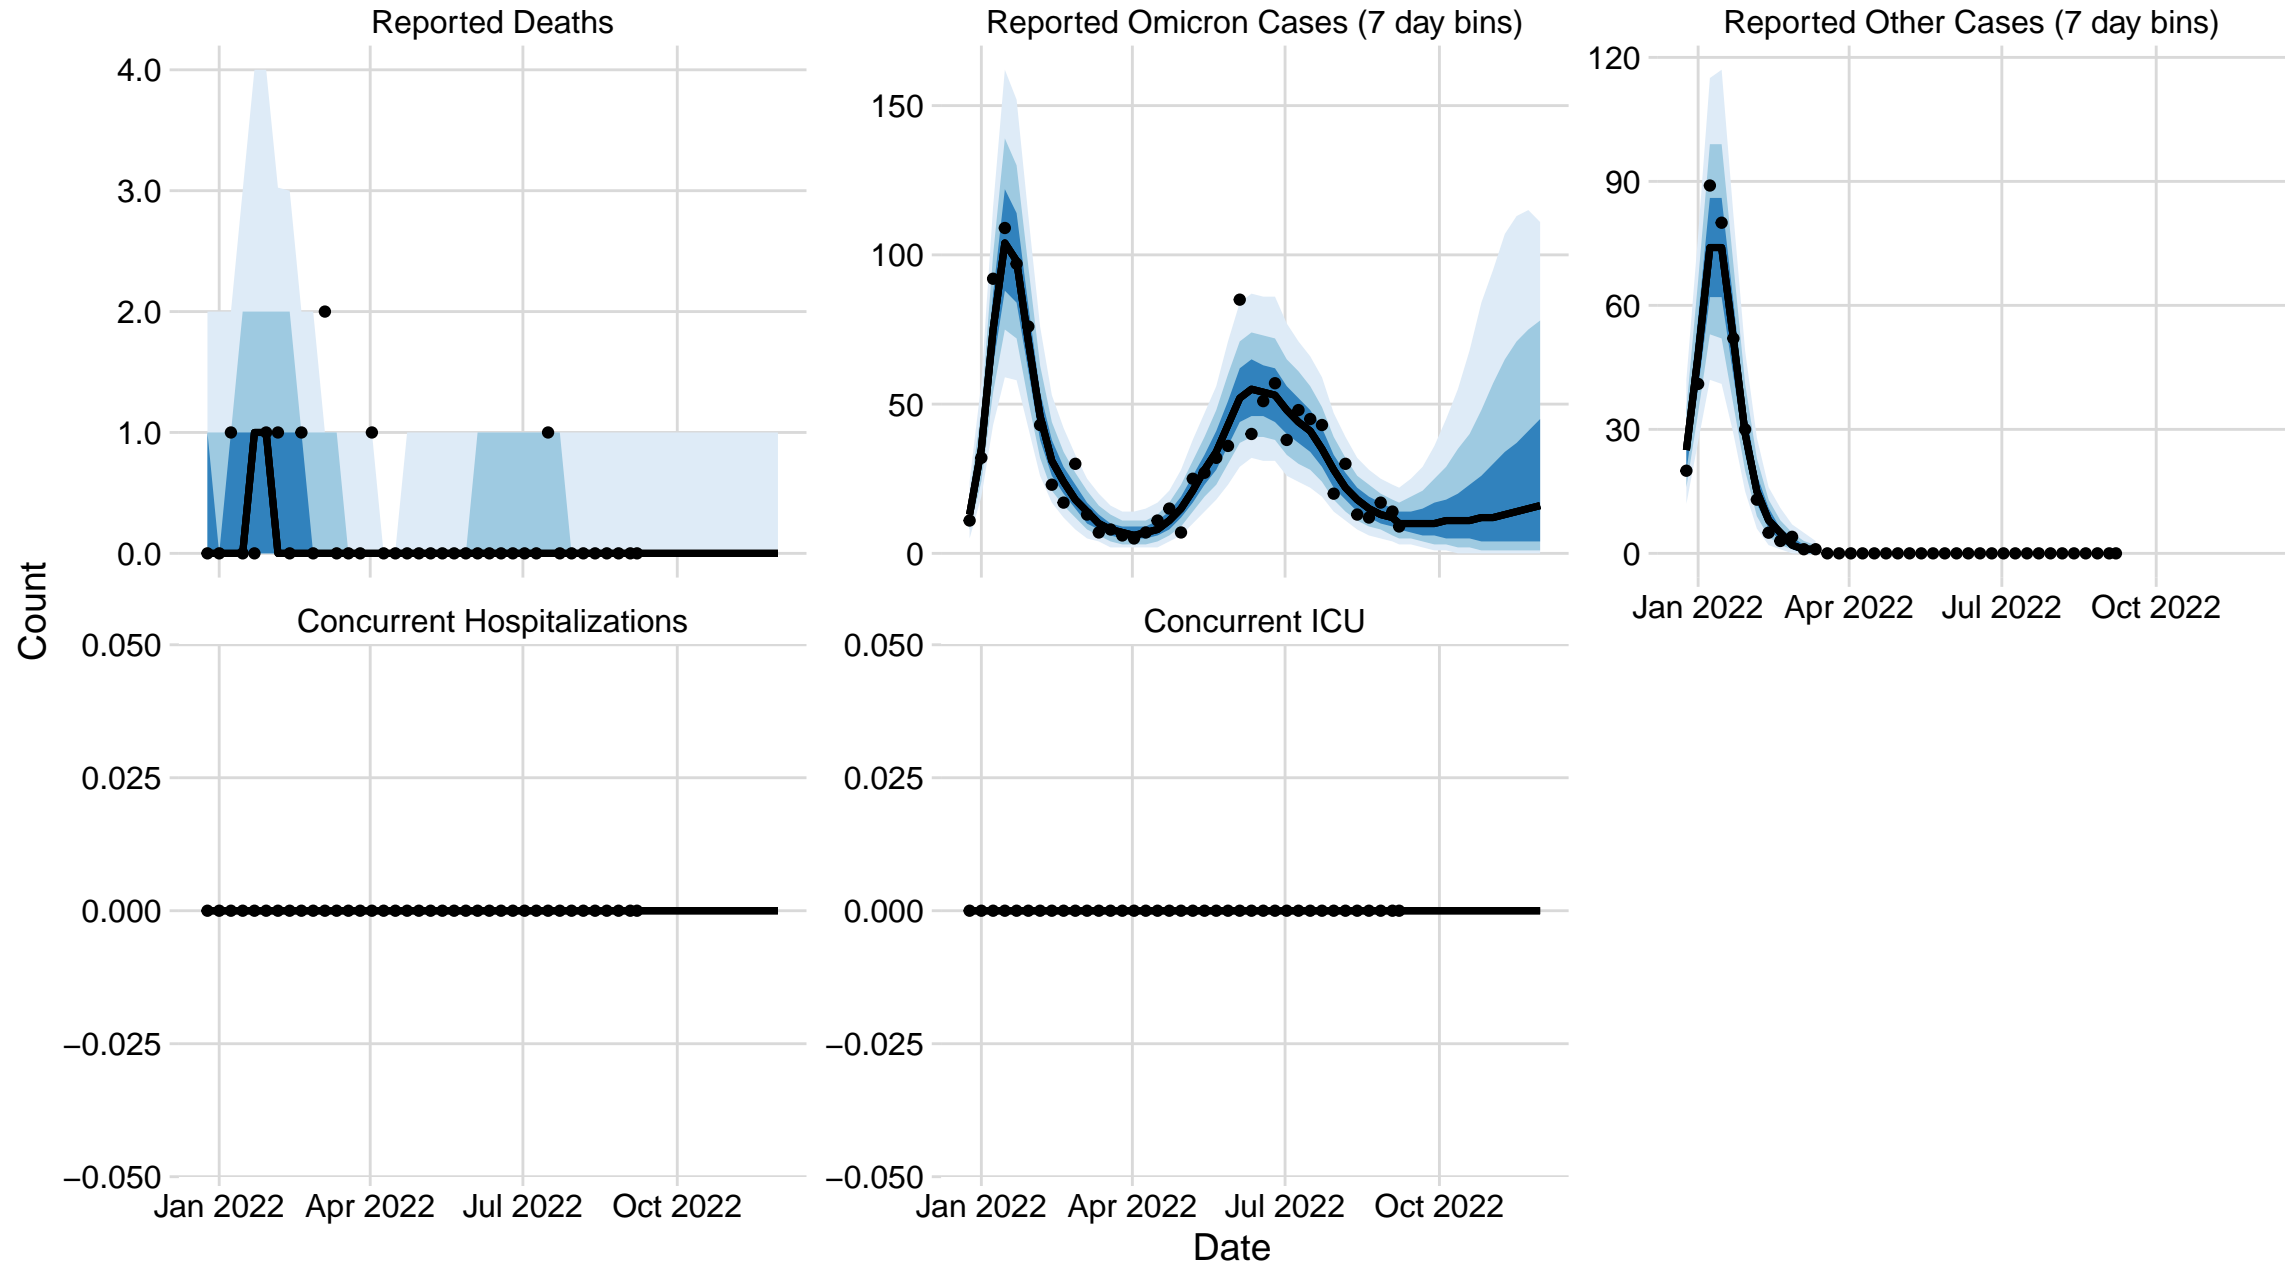 Reported Deaths
4.0
3.0
2.0
1.0
0.0
Reported Omicron Cases (7 day bins)
150
100
50
0
Reported Other Cases (7 day bins)
120
90
60
30
0
Jan 2022 Apr 2022 Jul 2022 Oct 2022
Count
Concurrent Hospitalizations
0.050
0.025
0.000
−0.025
−0.050
Jan 2022 Apr 2022 Jul 2022 Oct 2022
Concurrent ICU
0.050
0.025
0.000
−0.025
−0.050
Jan 2022 Apr 2022 Jul 2022 Oct 2022
Date